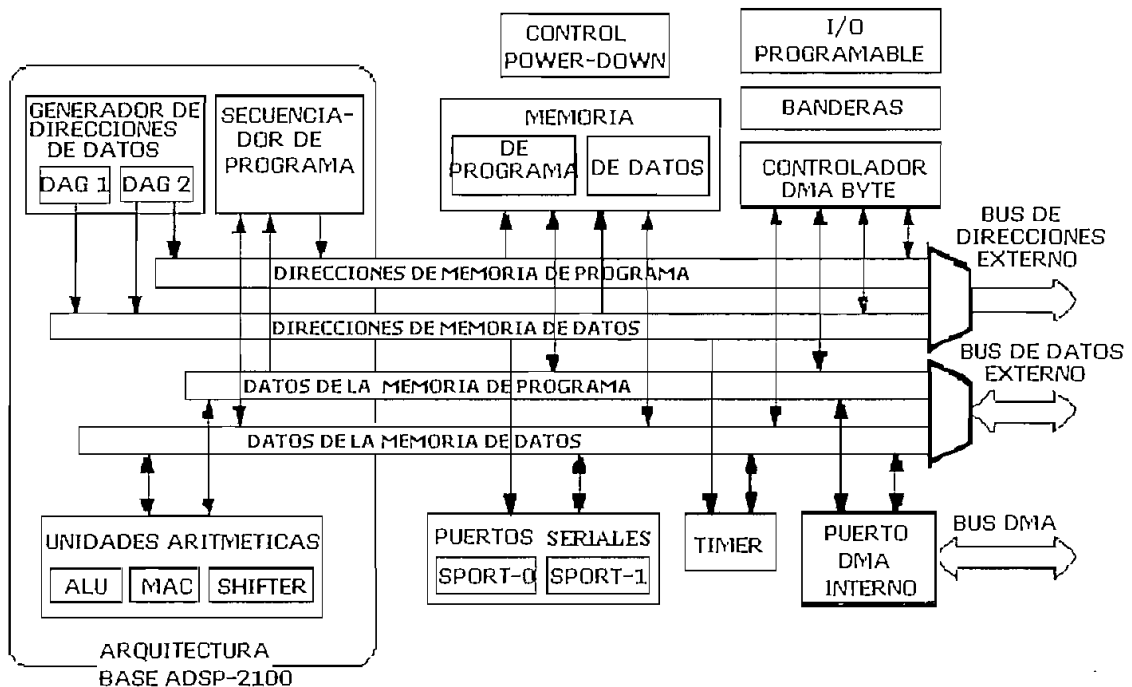 CONTROL
POWER-DOWN
I/O
PROGRAMABLE
GENERADOR DE
DIRECCIONES
DE DATOS
DAG 1
DAG 2
SECUENCIA-
DOR DE
PROGRAMA
MEMORIA
DE
PROGRAMA
DE DATOS
BANDERAS
CONTROLADOR
DMA BYTE
BUS DE
DIRECCIONES
EXTERNO
DIRECCIONES DE MEMORIA DE PROGRAMA
DIRECCIONES DE MEMORIA DE DATOS
BUS DE DATOS
EXTERNO
DATOS DE LA MEMORIA DE PROGRAMA
DATOS DE LA MEMORIA DE DATOS
UNIDADES ARITMETICAS
ALU
MAC
SHIFTER
PUERTOS SERIALES
SPORT-0
SPORT-1
TIMER
PUERTO
DMA
INTERNO
BUS DMA
ARQUITECTURA
BASE ADSP-2100